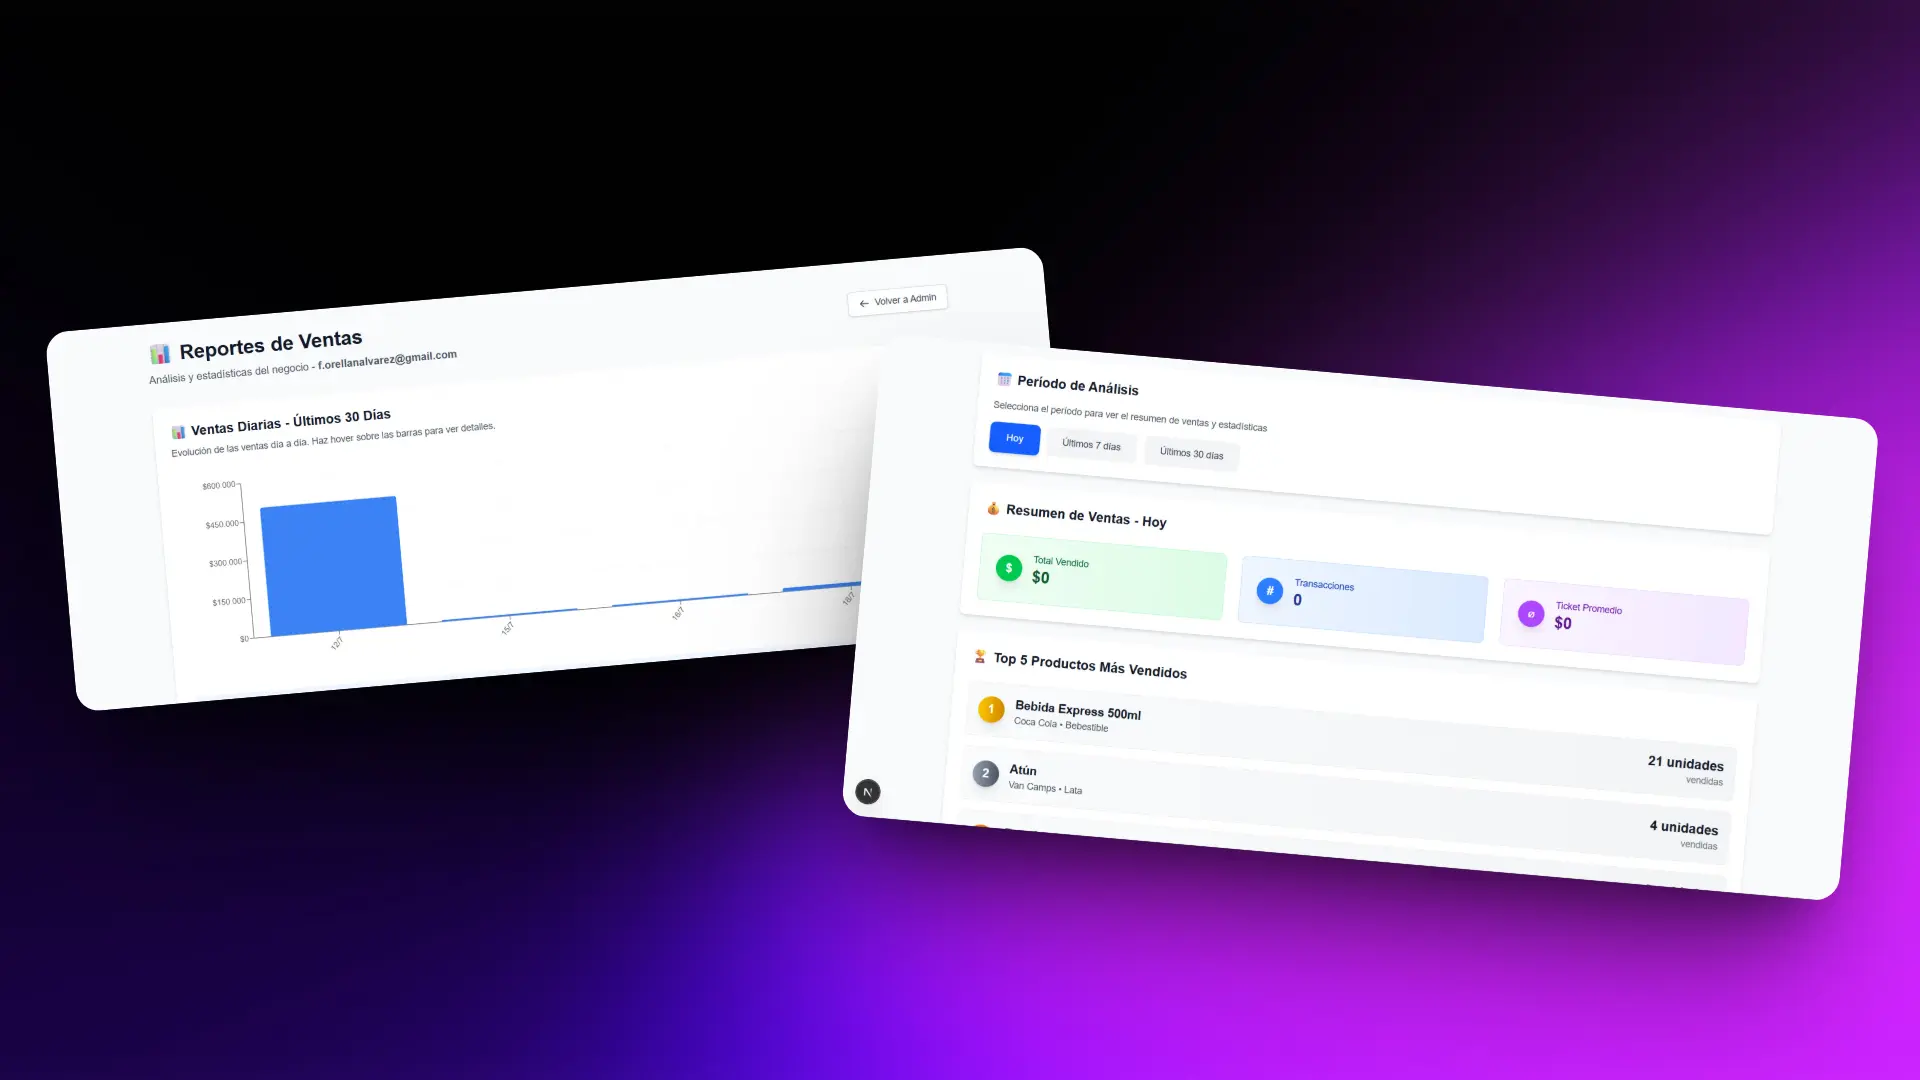 ← Volver a Admin
Reportes de Ventas
Análisis y estadísticas del negocio - f.orellanalvarez@gmail.com
Ventas Diarias - Últimos 30 Días
Evolución de las ventas día a día. Haz hover sobre las barras para ver detalles.
$600.000
$450.000
$300.000
$150.000
$0
12/7
15/7
16/7
18/7
Período de Análisis
Selecciona el período para ver el resumen de ventas y estadísticas
Hoy
Últimos 7 días
Últimos 30 días
Resumen de Ventas - Hoy
$
Total Vendido
$0
#
Transacciones
0
Ticket Promedio
$0
Top 5 Productos Más Vendidos
1
Bebida Express 500ml
Coca Cola • Bebestible
21 unidades
vendidas
2
Atún
Van Camps • Lata
4 unidades
vendidas
N